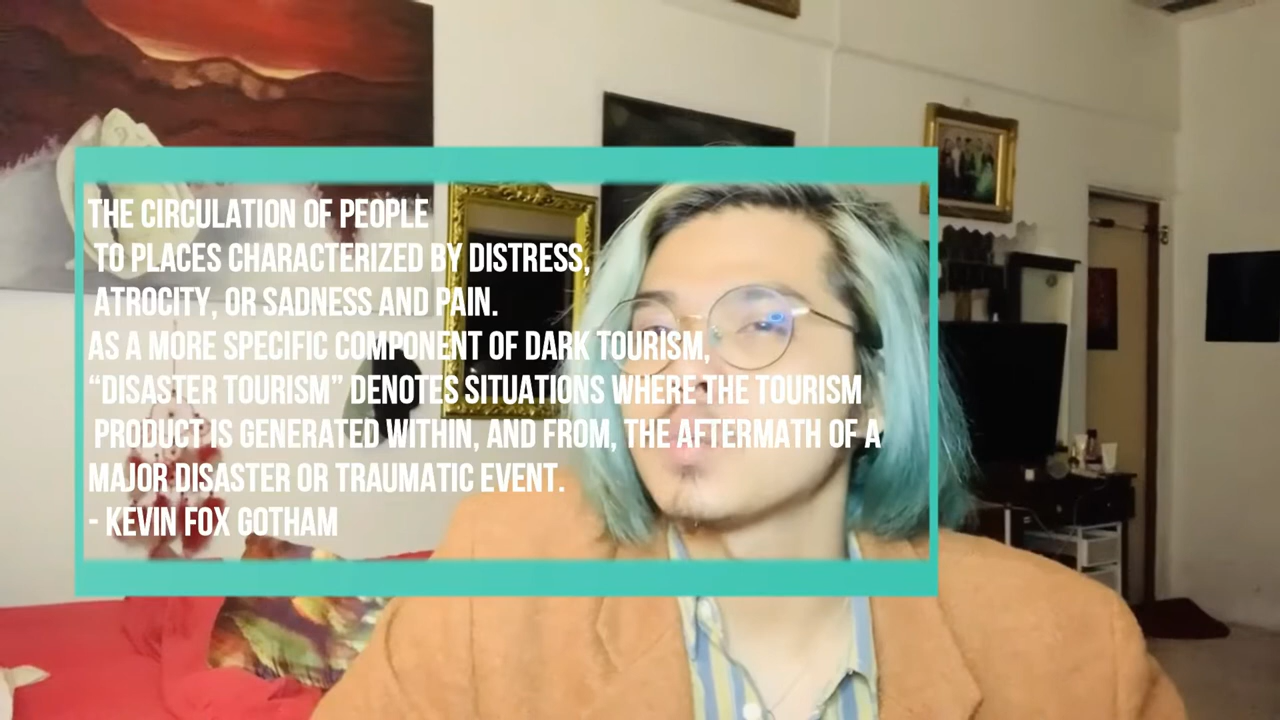 THE CIRCULATION OF PEOPLE
TO PLACES CHARACTERIZED BY DISTRESS,
ATROCITY, OR SADNESS AND PAIN.
AS A MORE SPECIFIC COMPONENT OF DARK TOURISM,
“DISASTER TOURISM” DENOTES SITUATIONS WHERE THE TOURISM
PRODUCT IS GENERATED WITHIN, AND FROM, THE AFTERMATH OF A
MAJOR DISASTER OR TRAUMATIC EVENT.
- KEVIN FOX GOTHAM